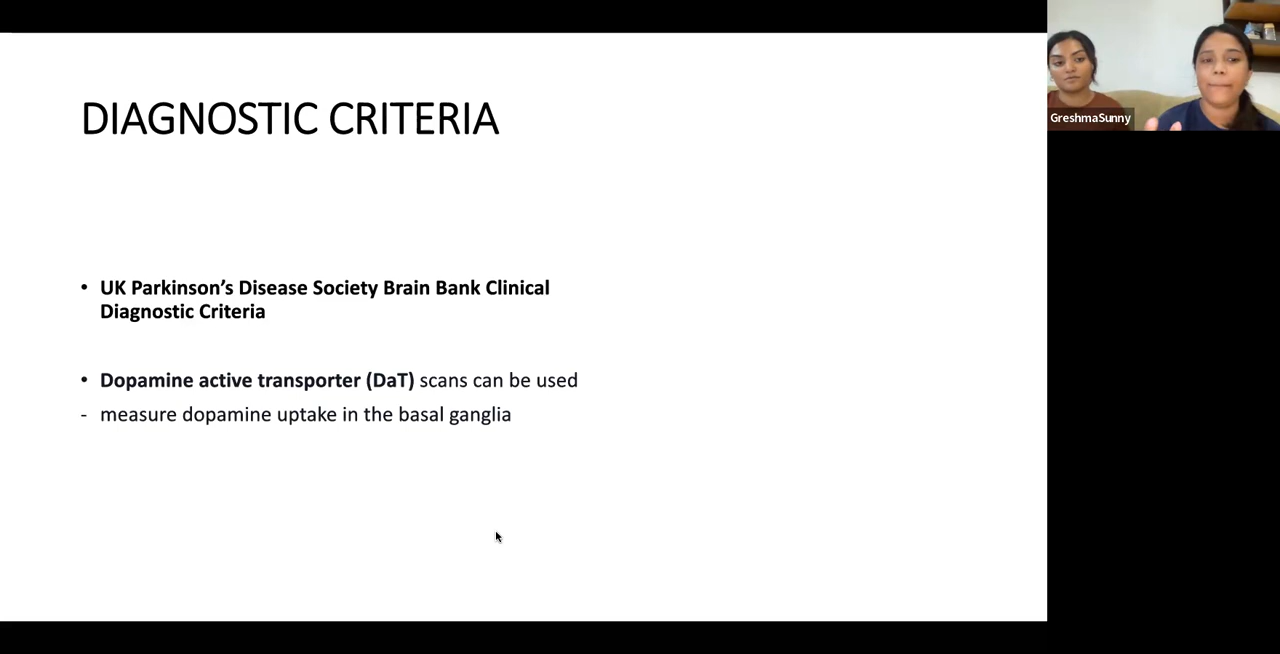 DIAGNOSTIC CRITERIA
• UK Parkinson’s Disease Society Brain Bank Clinical
Diagnostic Criteria
• Dopamine active transporter (DaT) scans can be used
- measure dopamine uptake in the basal ganglia
GreshmaSunny